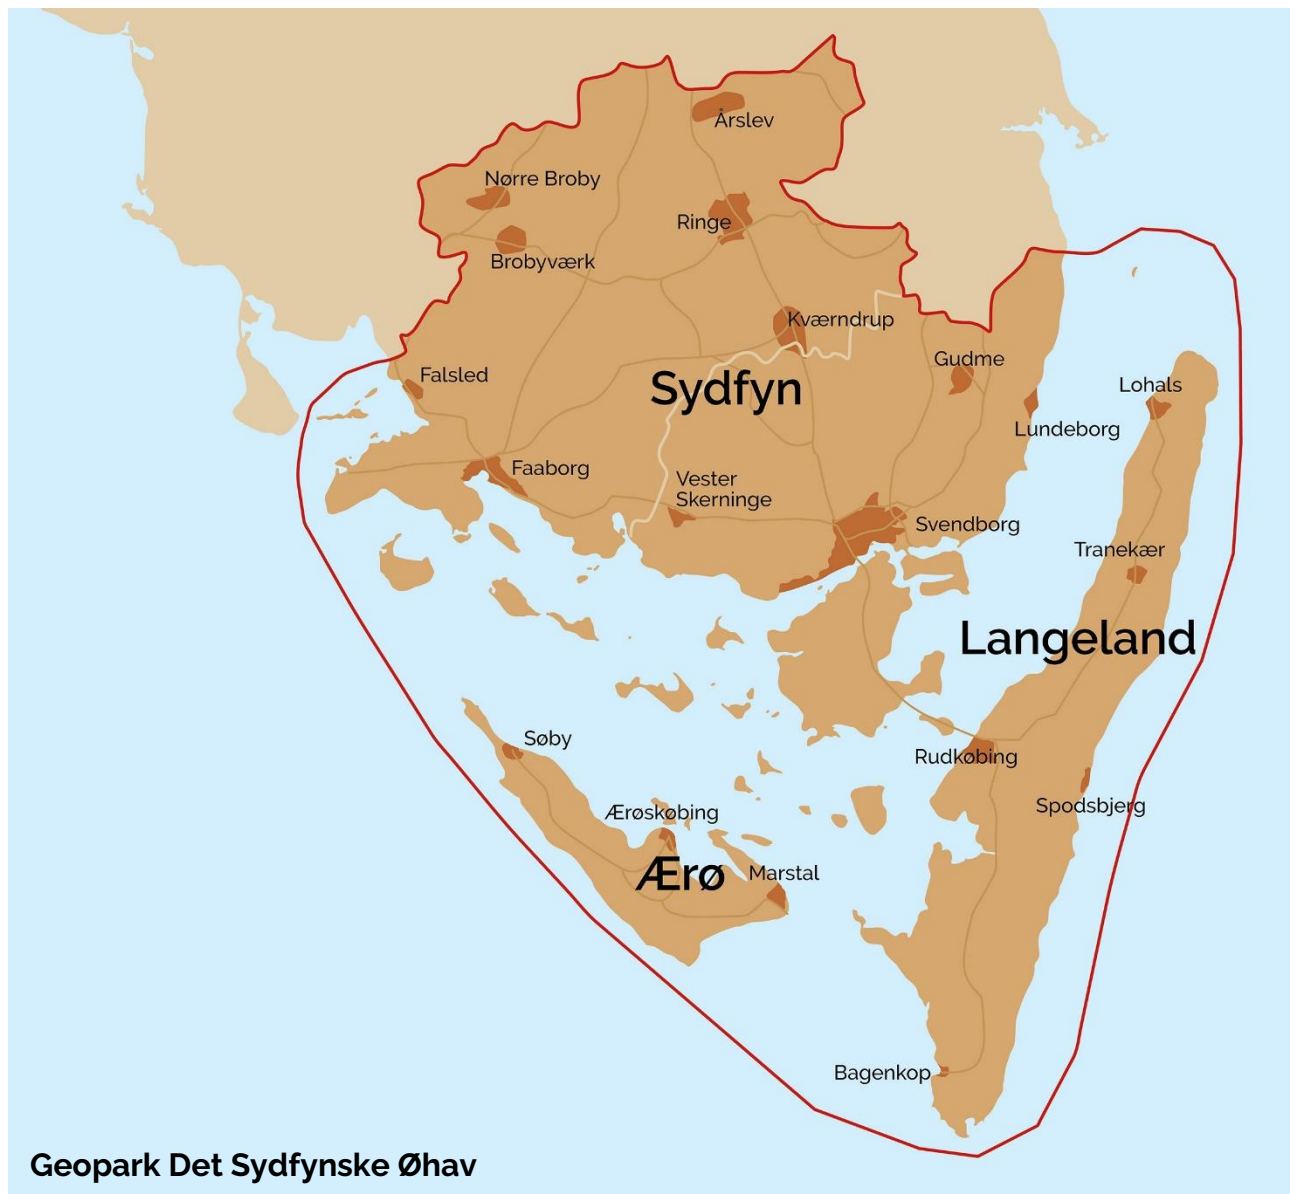 Årslev
Nørre Broby
Ringe
Brobyværk
Kværndrup
Gudme
Falsled
Sydfyn
Lohals
Lundeborg
Faaborg
Vester
Skerninge
Svendborg
Tranekær
Langeland
Søby
Rudkøbing
Spodsbjerg
Ærøskøbing
Ærø
Marstal
Bagenkop
Geopark Det Sydfynske Øhav